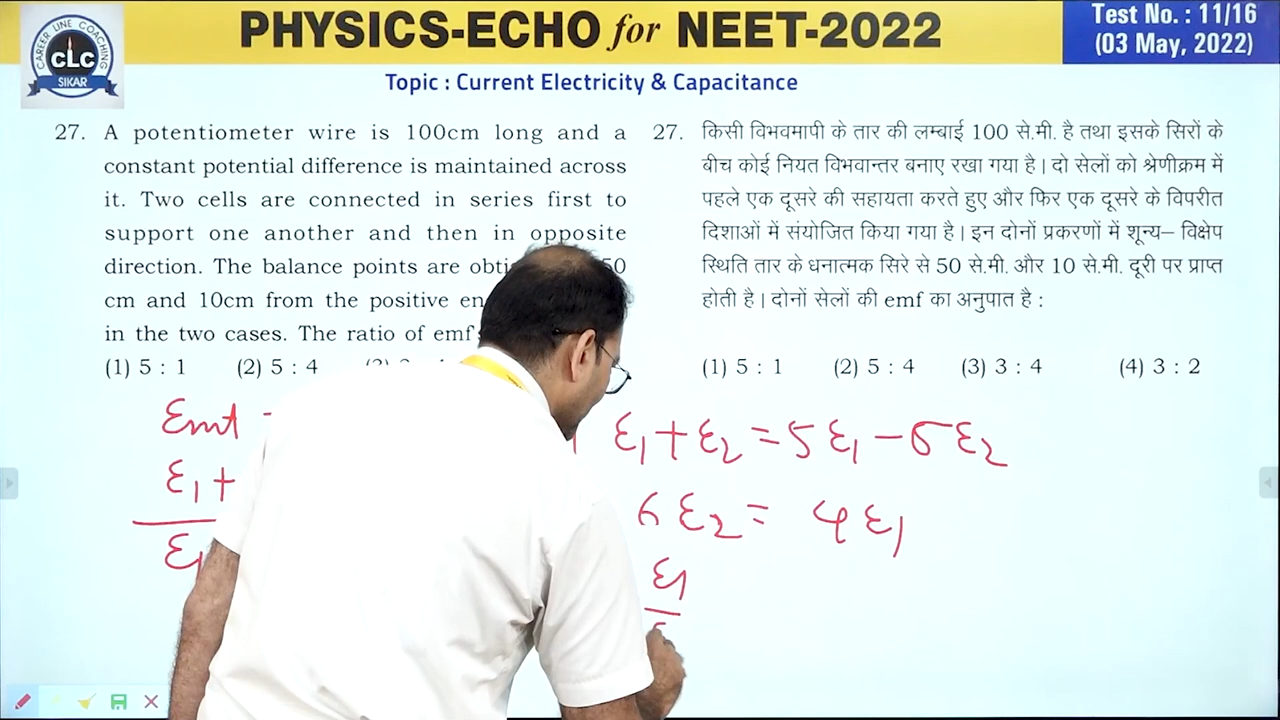 CAREER LINE COACHING
CLC
SIKAR
PHYSICS-ECHO for NEET-2022
Test No. : 11/16
(03 May, 2022)
Topic : Current Electricity & Capacitance
27. A potentiometer wire is 100cm long and a
constant potential difference is maintained across
it. Two cells are connected in series first to
support one another and then in opposite
direction. The balance points are 50
cm and 10cm from the positive
in the two cases. The ratio of emf
(1) 5 : 1 (2) 5 : 4
27. किसी विभवमापी के तार की लम्बाई 100 से.मी. है तथा इसके सिरों के
बीच कोई नियत विभवान्तर बनाए रखा गया है। दो सेलों को श्रेणीक्रम में
पहले एक दूसरे की सहायता करते हुए और फिर एक दूसरे के विपरीत
दिशाओं में संयोजित किया गया है। इन दोनों प्रकरणों में शून्य– विक्षेप
स्थिति तार के धनात्मक सिरे से 50 से.मी. और 10 से.मी. दूरी पर प्राप्त
होती है। दोनों सेलों की emf का अनुपात है :
(1) 5 : 1 (2) 5 : 4 (3) 3 : 4 (4) 3 : 2
Emt
ε₁ +
ε₁
ε₁ + ε₂ = 5ε₁ – 5ε₂
6ε₂ = 4ε₁
ε₁